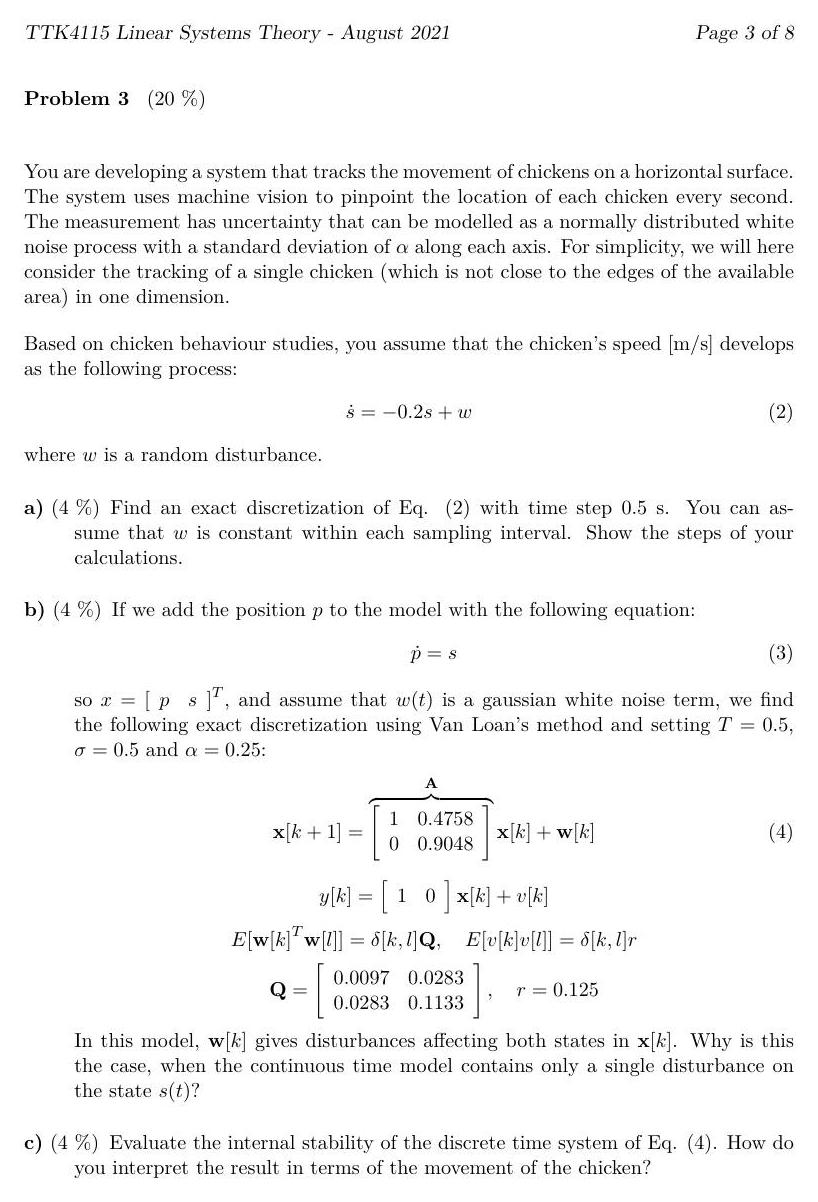 TTK4115 Linear Systems Theory - August 2021 Page 3 of 8
Problem 3 (20 %)
You are developing a system that tracks the movement of chickens on a horizontal surface.
The system uses machine vision to pinpoint the location of each chicken every second.
The measurement has uncertainty that can be modelled as a normally distributed white
noise process with a standard deviation of α along each axis. For simplicity, we will here
consider the tracking of a single chicken (which is not close to the edges of the available
area) in one dimension.
Based on chicken behaviour studies, you assume that the chicken's speed [m/s] develops
as the following process:
ṡ = −0.2s + w (2)
where w is a random disturbance.
a) (4 %) Find an exact discretization of Eq. (2) with time step 0.5 s. You can as-
sume that w is constant within each sampling interval. Show the steps of your
calculations.
b) (4 %) If we add the position p to the model with the following equation:
ṗ = s (3)
so x = [ p s ]^T, and assume that w(t) is a gaussian white noise term, we find
the following exact discretization using Van Loan's method and setting T = 0.5,
σ = 0.5 and α = 0.25:
A
x[k + 1] = [ 1 0.4758 ; 0 0.9048 ] x[k] + w[k] (4)
y[k] = [ 1 0 ] x[k] + v[k]
E[w[k]^T w[l]] = δ[k, l]Q, E[v[k]v[l]] = δ[k, l]r
Q = [ 0.0097 0.0283 ; 0.0283 0.1133 ], r = 0.125
In this model, w[k] gives disturbances affecting both states in x[k]. Why is this
the case, when the continuous time model contains only a single disturbance on
the state s(t)?
c) (4 %) Evaluate the internal stability of the discrete time system of Eq. (4). How do
you interpret the result in terms of the movement of the chicken?